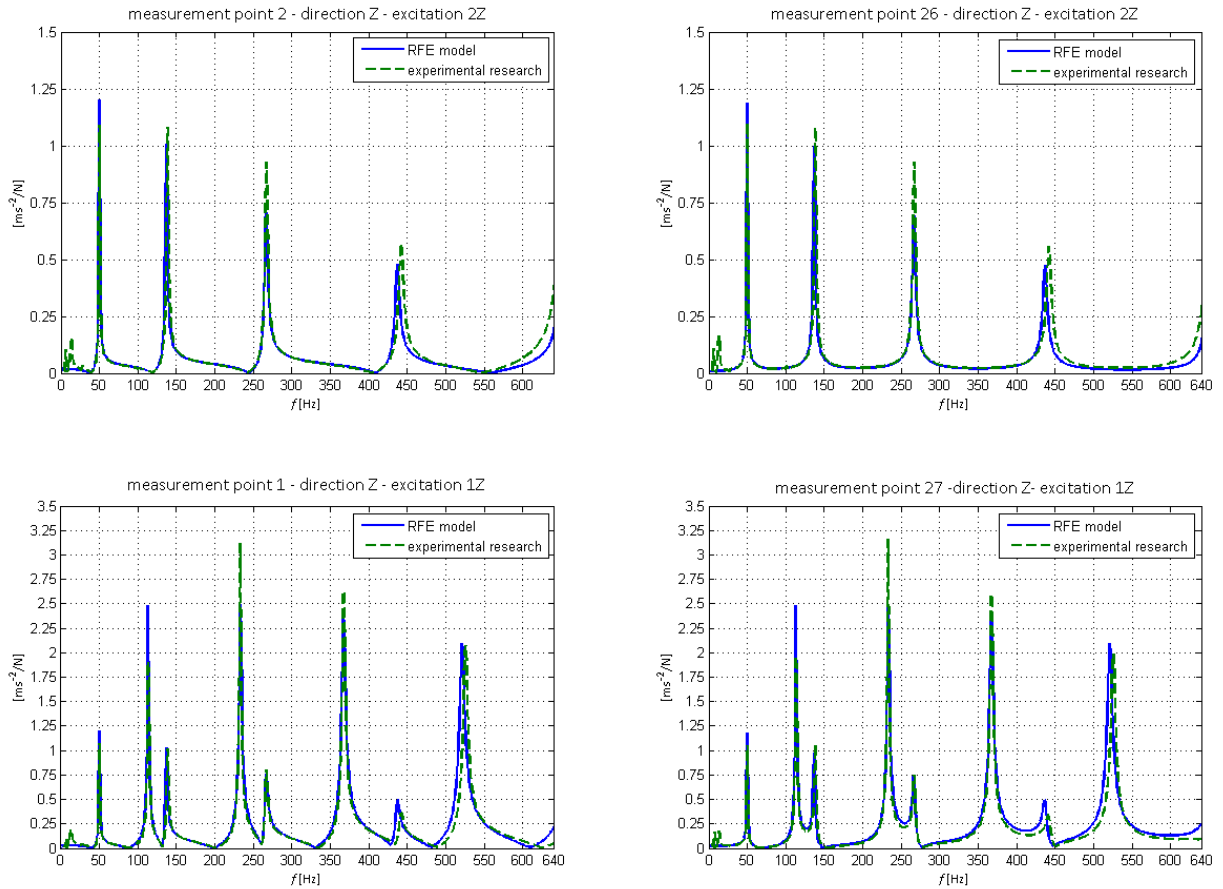 measurement point 2 - direction Z - excitation 2Z
1.5
1.25
1
0.75
0.5
0.25
0
[ms⁻²/N]
RFE model
experimental research
0 50 100 150 200 250 300 350 400 450 500 550 640
f [Hz]
measurement point 26 - direction Z - excitation 2Z
1.5
1.25
1
0.75
0.5
0.25
0
[ms⁻²/N]
RFE model
experimental research
0 50 100 150 200 250 300 350 400 450 500 550 600 640
f [Hz]
measurement point 1 - direction Z - excitation 1Z
3.5
3.25
3
2.75
2.5
2.25
2
1.75
1.5
1.25
1
0.75
0.5
0.25
0
[ms⁻²/N]
RFE model
experimental research
0 50 100 150 200 250 300 350 400 450 500 550 640
f [Hz]
measurement point 27 -direction Z- excitation 1Z
3.5
3.25
3
2.75
2.5
2.25
2
1.75
1.5
1.25
1
0.75
0.5
0.25
0
[ms⁻²/N]
RFE model
experimental research
0 50 100 150 200 250 300 350 400 450 500 550 600 640
f [Hz]